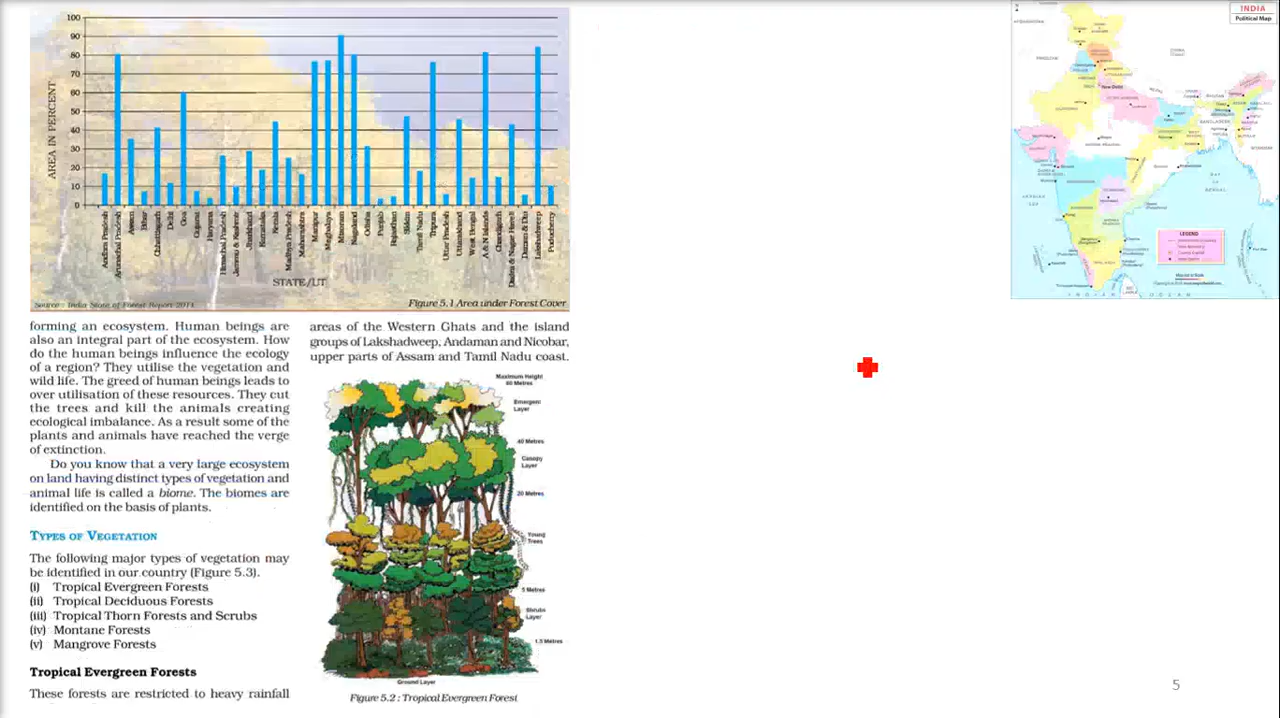 100
90
80
70
60
50
40
30
20
10
0
AREA IN PERCENT
Andhra Pradesh
Arunachal Pradesh
Assam
Bihar
Chhattisgarh
Delhi
Goa
Gujarat
Haryana
Himachal Pradesh
Jammu & Kashmir
Jharkhand
Karnataka
Kerala
Madhya Pradesh
Maharashtra
Manipur
Meghalaya
Mizoram
Nagaland
Tamil Nadu
Tripura
Uttar Pradesh
Uttarakhand
West Bengal
A& N Islands
Chandigarh
Daman & Diu
Lakshadweep
Puducherry
STATE/UT
Source: India State of Forest Report 2011
Figure 5.1 Area under Forest Cover
forming an ecosystem. Human beings are
also an integral part of the ecosystem. How
do the human beings influence the ecology
of a region? They utilise the vegetation and
wild life. The greed of human beings leads to
over utilisation of these resources. They cut
the trees and kill the animals creating
ecological imbalance. As a result some of the
plants and animals have reached the verge
of extinction.
Do you know that a very large ecosystem
on land having distinct types of vegetation and
animal life is called a biome. The biomes are
identified on the basis of plants.
TYPES OF VEGETATION
The following major types of vegetation may
be identified in our country (Figure 5.3).
(i) Tropical Evergreen Forests
(ii) Tropical Deciduous Forests
(iii) Tropical Thorn Forests and Scrubs
(iv) Montane Forests
(v) Mangrove Forests
Tropical Evergreen Forests
These forests are restricted to heavy rainfall
areas of the Western Ghats and the island
groups of Lakshadweep, Andaman and Nicobar,
upper parts of Assam and Tamil Nadu coast.
Maximum Height
60 Metres
Emergent
Layer
40 Metres
Canopy
Layer
20 Metres
Young
Trees
5 Metres
Shrubs
Layer
1.3 Metres
Ground Layer
Figure 5.2 : Tropical Evergreen Forest
INDIA
Political Map
New Delhi
LEGEND
5